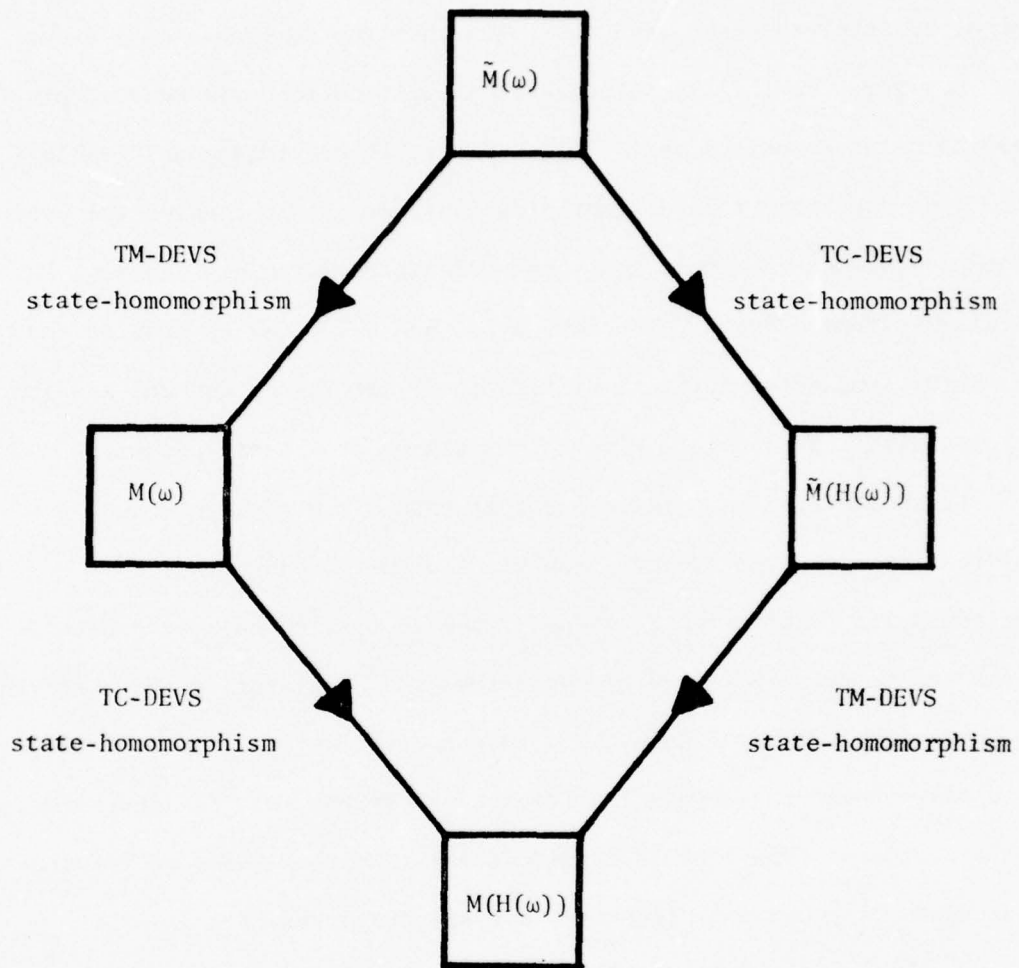 M̃(ω)
TM-DEVS
state-homomorphism
TC-DEVS
state-homomorphism
M(ω)
M̃(H(ω))
TC-DEVS
state-homomorphism
TM-DEVS
state-homomorphism
M(H(ω))